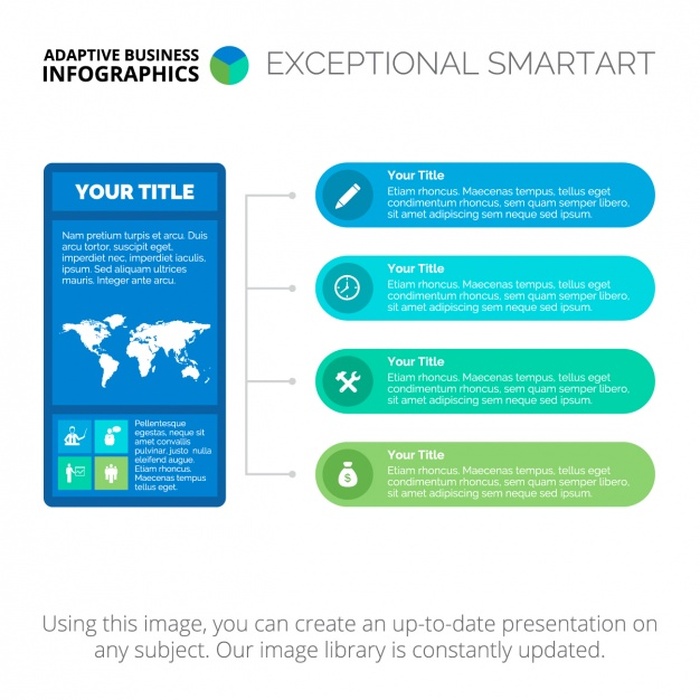 ADAPTIVE BUSINESS
INFOGRAPHICS
EXCEPTIONAL SMARTART
YOUR TITLE
Nam pretium turpis et arcu. Duis
arcu tortor, suscipit eget,
imperdiet nec, imperdiet iaculis,
ipsum. Sed aliquam ultrices
mauris. Integer ante arcu.
Pellentesque
egestas, neque sit
amet convallis
pulvinar, justo nulla
eleifend augue.
Etiam rhoncus.
Maecenas tempus
tellus eget.
Your Title
Etiam rhoncus. Maecenas tempus, tellus eget
condimentum rhoncus, sem quam semper libero,
sit amet adipiscing sem neque sed ipsum.
Your Title
Etiam rhoncus. Maecenas tempus, tellus eget
condimentum rhoncus, sem quam semper libero,
sit amet adipiscing sem neque sed ipsum.
Your Title
Etiam rhoncus. Maecenas tempus, tellus eget
condimentum rhoncus, sem quam semper libero,
sit amet adipiscing sem neque sed ipsum.
$
Your Title
Etiam rhoncus. Maecenas tempus, tellus eget
condimentum rhoncus, sem quam semper libero,
sit amet adipiscing sem neque sed ipsum.
Using this image, you can create an up-to-date presentation on
any subject. Our image library is constantly updated.